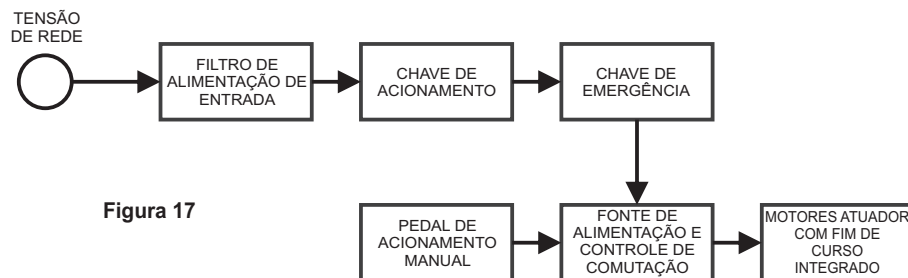 TENSÃO
DE REDE
FILTRO DE
ALIMENTAÇÃO DE
ENTRADA
CHAVE DE
ACIONAMENTO
CHAVE DE
EMERGÊNCIA
Figura 17
PEDAL DE
ACIONAMENTO
MANUAL
FONTE DE
ALIMENTAÇÃO E
CONTROLE DE
COMUTAÇÃO
MOTORES ATUADOR
COM FIM DE
CURSO
INTEGRADO